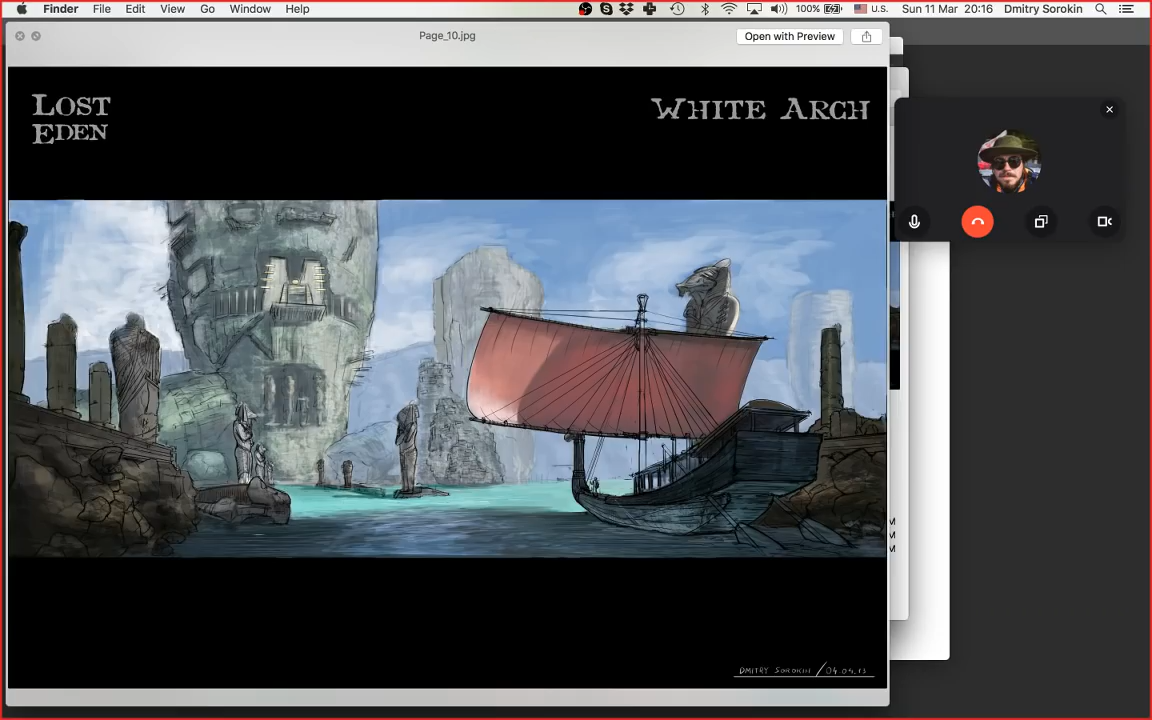 Finder File Edit View Go Window Help 100% U.S. Sun 11 Mar 20:16 Dmitry Sorokin
Page_10.jpg
Open with Preview
LOST
EDEN
WHITE ARCH
M
M
M
DMITRY SOROKIN / 04.04.13